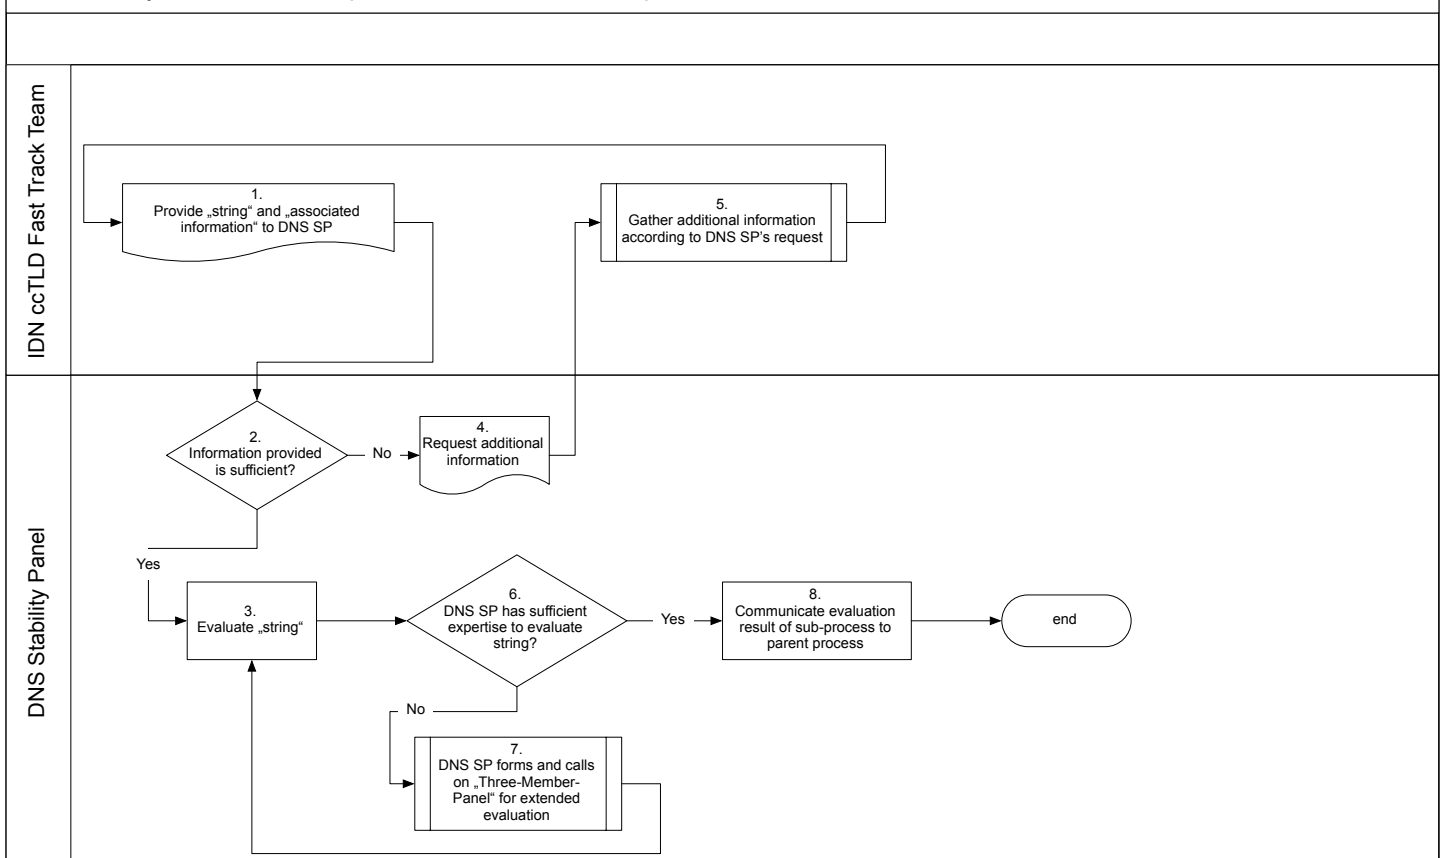 IDN ccTLD Fast Track Team
1.
Provide „string“ and „associated
information“ to DNS SP
5.
Gather additional information
according to DNS SP's request
DNS Stability Panel
2.
Information provided
is sufficient?
No
4.
Request additional
information
Yes
3.
Evaluate „string“
6.
DNS SP has sufficient
expertise to evaluate
string?
Yes
8.
Communicate evaluation
result of sub-process to
parent process
end
No
7.
DNS SP forms and calls
on „Three-Member-
Panel“ for extended
evaluation